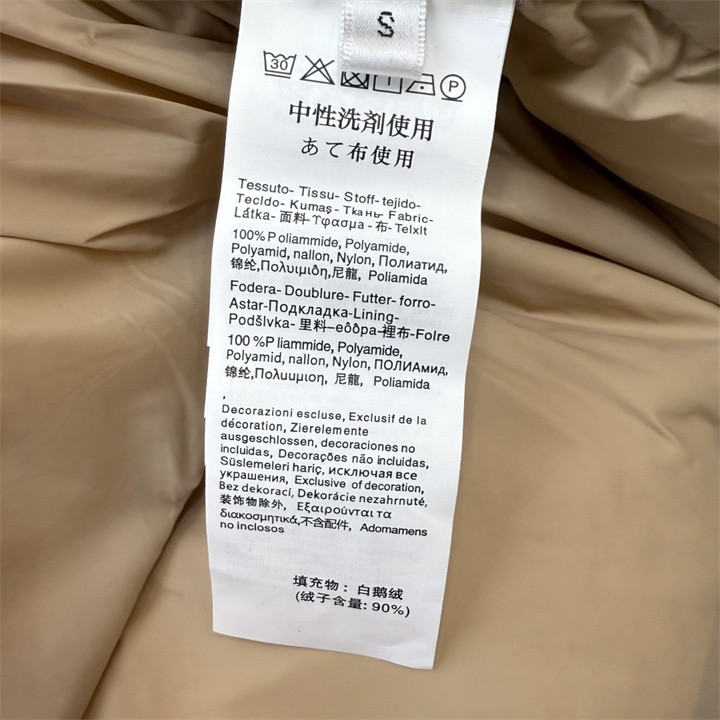 S
30 P
中性洗剤使用
あて布使用
Tessuto- Tissu- Stoff-tejido-
Tecldo- Kumaş- Ткань- Fabric-
Látka- 面料-Υφασμα -布-Telxlt
100%P oliammide, Polyamide,
Polyamid, nallon, Nylon, ПОЛиатид,
锦纶,Πολυιμιδη,尼龍, Poliamida
Fodera- Doublure- Futter- forro-
Astar-Подкладка-Lining-
Podšlvka- 里料–εδδρα-裡布-Folre
100 %P liammide, Polyamide,
Polyamid, nallon, Nylon, ПОЛИАмид,
锦纶,Πολυυμιοη, 尼龍, Poliamida
,
Decorazioni escluse, Exclusif de la
décoration, Zierelemente
ausgeschlossen, decoraciones no
incluidas, Decorações não incluidas,
Süslemeleri hariç, исключая все
украшения, Exclusive of decoration,
Bez dekorací, Dekorácie nezahrnuté,
装饰物除外, Εξαιρούνται τα
διακοσμητικά,不含配件, Adomamens
no inclosos
填充物：白鹅绒
(绒子含量: 90%)